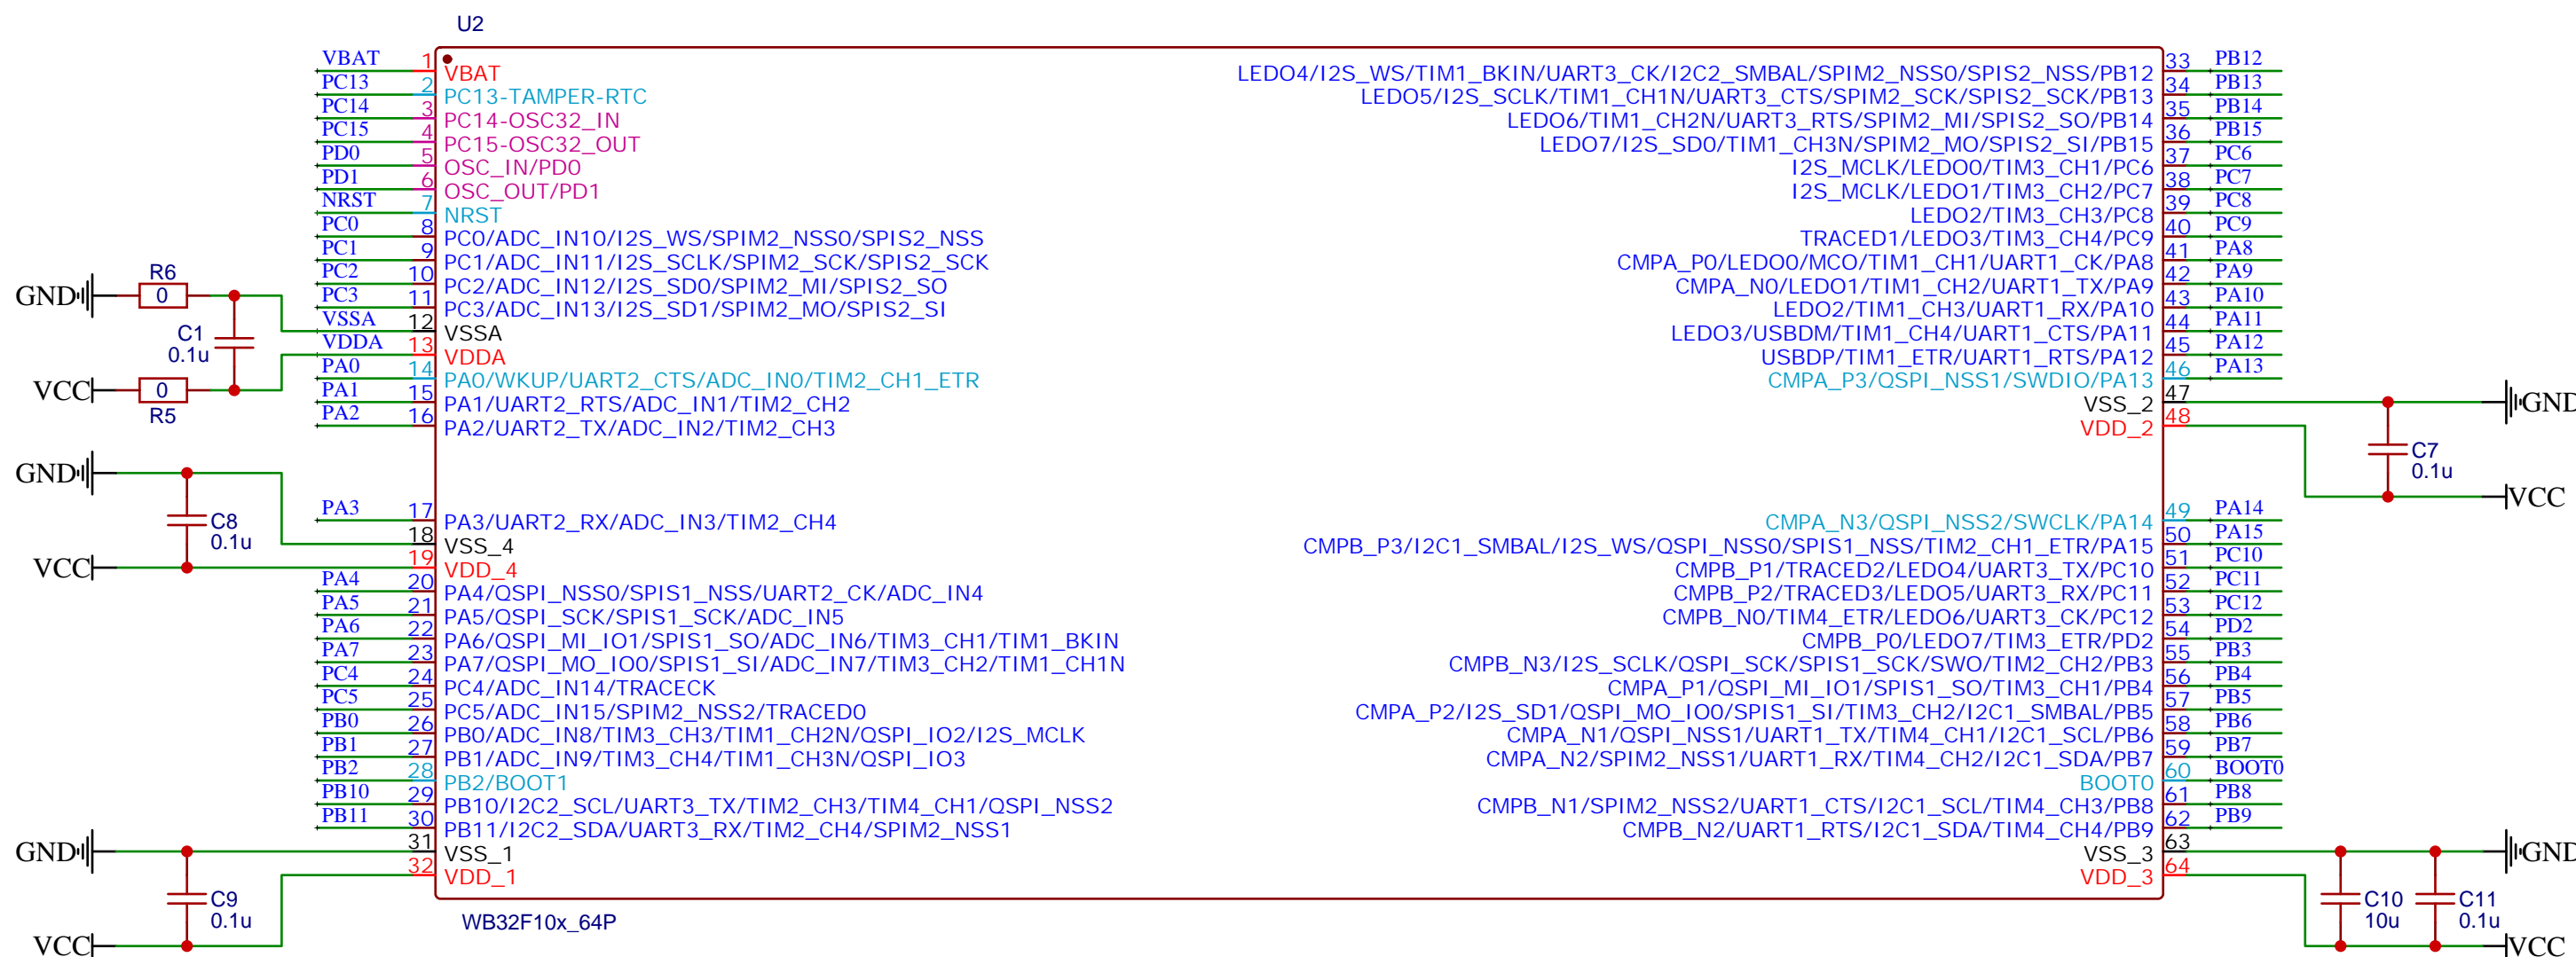 U2
VBAT 1 VBAT
PC13 2 PC13-TAMPER-RTC
PC14 3 PC14-OSC32_IN
PC15 4 PC15-OSC32_OUT
PD0 5 OSC_IN/PD0
PD1 6 OSC_OUT/PD1
NRST 7 NRST
PC0 8 PC0/ADC_IN10/I2S_WS/SPIM2_NSS0/SPIS2_NSS
PC1 9 PC1/ADC_IN11/I2S_SCLK/SPIM2_SCK/SPIS2_SCK
PC2 10 PC2/ADC_IN12/I2S_SD0/SPIM2_MI/SPIS2_SO
PC3 11 PC3/ADC_IN13/I2S_SD1/SPIM2_MO/SPIS2_SI
VSSA 12 VSSA
VDDA 13 VDDA
PA0 14 PA0/WKUP/UART2_CTS/ADC_IN0/TIM2_CH1_ETR
PA1 15 PA1/UART2_RTS/ADC_IN1/TIM2_CH2
PA2 16 PA2/UART2_TX/ADC_IN2/TIM2_CH3
R6
GND 0
C1
0.1u
VCC 0
R5
GND
C8
0.1u
VCC
PA3 17 PA3/UART2_RX/ADC_IN3/TIM2_CH4
18 VSS_4
19 VDD_4
PA4 20 PA4/QSPI_NSS0/SPIS1_NSS/UART2_CK/ADC_IN4
PA5 21 PA5/QSPI_SCK/SPIS1_SCK/ADC_IN5
PA6 22 PA6/QSPI_MI_IO1/SPIS1_SO/ADC_IN6/TIM3_CH1/TIM1_BKIN
PA7 23 PA7/QSPI_MO_IO0/SPIS1_SI/ADC_IN7/TIM3_CH2/TIM1_CH1N
PC4 24 PC4/ADC_IN14/TRACECK
PC5 25 PC5/ADC_IN15/SPIM2_NSS2/TRACED0
PB0 26 PB0/ADC_IN8/TIM3_CH3/TIM1_CH2N/QSPI_IO2/I2S_MCLK
PB1 27 PB1/ADC_IN9/TIM3_CH4/TIM1_CH3N/QSPI_IO3
PB2 28 PB2/BOOT1
PB10 29 PB10/I2C2_SCL/UART3_TX/TIM2_CH3/TIM4_CH1/QSPI_NSS2
PB11 30 PB11/I2C2_SDA/UART3_RX/TIM2_CH4/SPIM2_NSS1
GND 31 VSS_1
32 VDD_1
C9
0.1u
VCC
WB32F10x_64P
LEDO4/I2S_WS/TIM1_BKIN/UART3_CK/I2C2_SMBAL/SPIM2_NSS0/SPIS2_NSS/PB12 33 PB12
LEDO5/I2S_SCLK/TIM1_CH1N/UART3_CTS/SPIM2_SCK/SPIS2_SCK/PB13 34 PB13
LEDO6/TIM1_CH2N/UART3_RTS/SPIM2_MI/SPIS2_SO/PB14 35 PB14
LEDO7/I2S_SD0/TIM1_CH3N/SPIM2_MO/SPIS2_SI/PB15 36 PB15
I2S_MCLK/LEDO0/TIM3_CH1/PC6 37 PC6
I2S_MCLK/LEDO1/TIM3_CH2/PC7 38 PC7
LEDO2/TIM3_CH3/PC8 39 PC8
TRACED1/LEDO3/TIM3_CH4/PC9 40 PC9
CMPA_P0/LEDO0/MCO/TIM1_CH1/UART1_CK/PA8 41 PA8
CMPA_N0/LEDO1/TIM1_CH2/UART1_TX/PA9 42 PA9
LEDO2/TIM1_CH3/UART1_RX/PA10 43 PA10
LEDO3/USBDM/TIM1_CH4/UART1_CTS/PA11 44 PA11
USBDP/TIM1_ETR/UART1_RTS/PA12 45 PA12
CMPA_P3/QSPI_NSS1/SWDIO/PA13 46 PA13
VSS_2 47 GND
VDD_2 48
C7
0.1u
VCC
CMPA_N3/QSPI_NSS2/SWCLK/PA14 49 PA14
CMPB_P3/I2C1_SMBAL/I2S_WS/QSPI_NSS0/SPIS1_NSS/TIM2_CH1_ETR/PA15 50 PA15
CMPB_P1/TRACED2/LEDO4/UART3_TX/PC10 51 PC10
CMPB_P2/TRACED3/LEDO5/UART3_RX/PC11 52 PC11
CMPB_N0/TIM4_ETR/LEDO6/UART3_CK/PC12 53 PC12
CMPB_P0/LEDO7/TIM3_ETR/PD2 54 PD2
CMPB_N3/I2S_SCLK/QSPI_SCK/SPIS1_SCK/SWO/TIM2_CH2/PB3 55 PB3
CMPA_P1/QSPI_MI_IO1/SPIS1_SO/TIM3_CH1/PB4 56 PB4
CMPA_P2/I2S_SD1/QSPI_MO_IO0/SPIS1_SI/TIM3_CH2/I2C1_SMBAL/PB5 57 PB5
CMPA_N1/QSPI_NSS1/UART1_TX/TIM4_CH1/I2C1_SCL/PB6 58 PB6
CMPA_N2/SPIM2_NSS1/UART1_RX/TIM4_CH2/I2C1_SDA/PB7 59 PB7
BOOT0 60 BOOT0
CMPB_N1/SPIM2_NSS2/UART1_CTS/I2C1_SCL/TIM4_CH3/PB8 61 PB8
CMPB_N2/UART1_RTS/I2C1_SDA/TIM4_CH4/PB9 62 PB9
VSS_3 63 GND
VDD_3 64
C10 C11
10u 0.1u
VCC